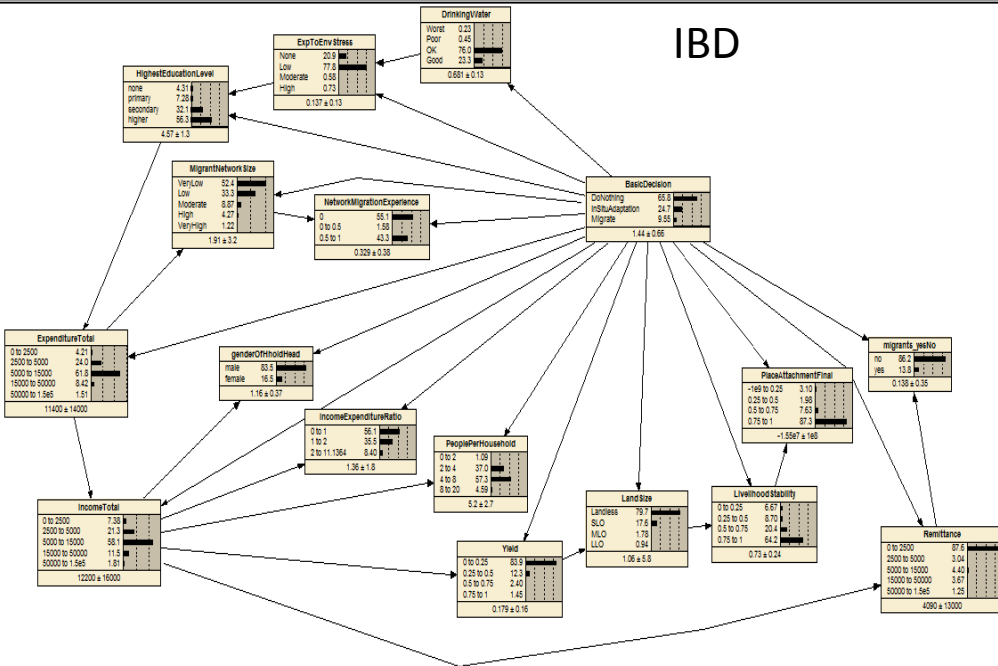 IBD
DrinkingWater
Worst 0.23
Poor 0.45
OK 76.0
Good 23.3
0.681 ± 0.13
ExpToEnvStress
None 20.9
Low 77.8
Moderate 0.58
High 0.73
0.137 ± 0.13
HighestEducationLevel
none 4.31
primary 7.28
secondary 32.1
higher 56.3
4.57 ± 1.3
MigrantNetworkSize
VeryLow 52.4
Low 33.3
Moderate 8.87
High 4.27
VeryHigh 1.22
1.91 ± 3.2
NetworkMigrationExperience
0 55.1
0 to 0.5 1.58
0.5 to 1 43.3
0.329 ± 0.38
BasicDecision
DoNothing 65.8
InSituAdaptation 24.7
Migrate 9.55
1.44 ± 0.66
ExpenditureTotal
0 to 2500 4.21
2500 to 5000 24.0
5000 to 15000 61.8
15000 to 50000 8.42
50000 to 1.5e5 1.51
11400 ± 14000
genderOfHholdHead
male 83.5
female 16.5
1.16 ± 0.37
migrants_yesNo
no 86.2
yes 13.8
0.138 ± 0.35
PlaceAttachmentFinal
-1e9 to 0.25 3.10
0.25 to 0.5 1.98
0.5 to 0.75 7.63
0.75 to 1 87.3
-1.55e7 ± 1e8
IncomeExpenditureRatio
0 to 1 56.1
1 to 2 35.5
2 to 11.1364 8.40
1.36 ± 1.8
PeoplePerHousehold
0 to 2 1.09
2 to 4 37.0
4 to 8 57.3
8 to 20 4.59
5.2 ± 2.7
IncomeTotal
0 to 2500 7.38
2500 to 5000 21.3
5000 to 15000 58.1
15000 to 50000 11.5
50000 to 1.5e5 1.81
12200 ± 16000
Yield
0 to 0.25 83.9
0.25 to 0.5 12.3
0.5 to 0.75 2.40
0.75 to 1 1.45
0.179 ± 0.16
LandSize
Landless 79.7
SLO 17.6
MLO 1.78
LLO 0.94
1.06 ± 5.8
LivelihoodStability
0 to 0.25 6.67
0.25 to 0.5 8.70
0.5 to 0.75 20.4
0.75 to 1 64.2
0.73 ± 0.24
Remittance
0 to 2500 87.6
2500 to 5000 3.04
5000 to 15000 4.40
15000 to 50000 3.67
50000 to 1.5e5 1.25
4090 ± 13000